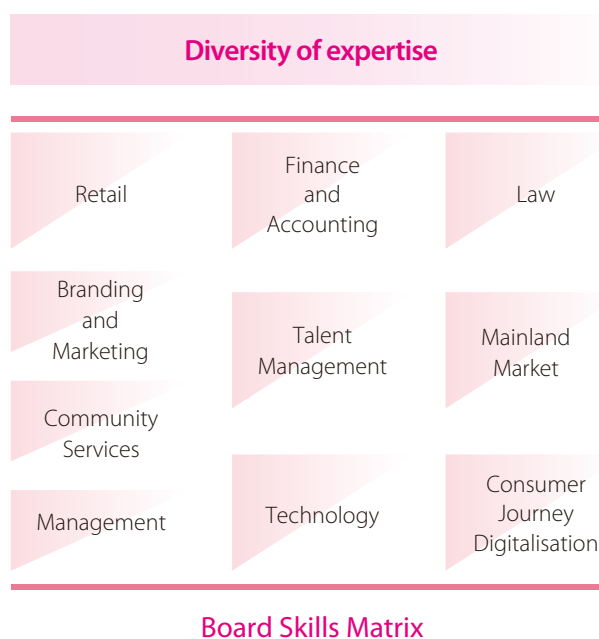 Diversity of expertise
Retail
Finance
and
Accounting
Law
Branding
and
Marketing
Talent
Management
Mainland
Market
Community
Services
Management
Technology
Consumer
Journey
Digitalisation
Board Skills Matrix